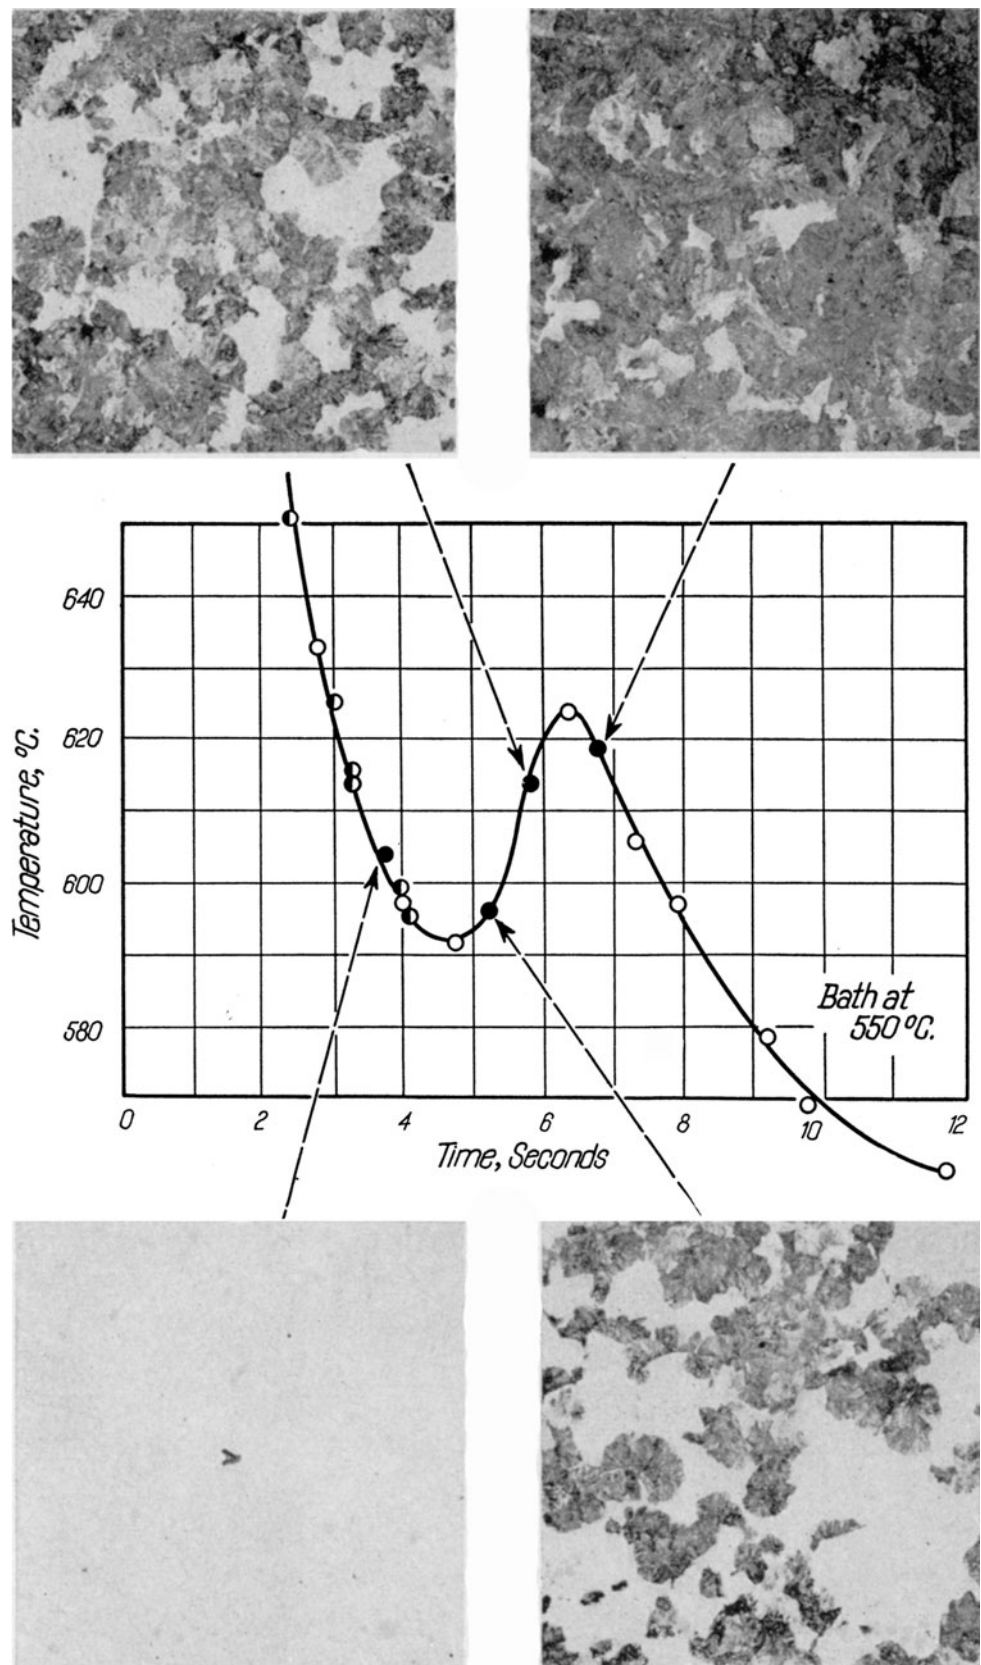 640
620
600
580
Temperature, °C.
Bath at
550 °C.
0 2 4 6 8 10 12
Time, Seconds